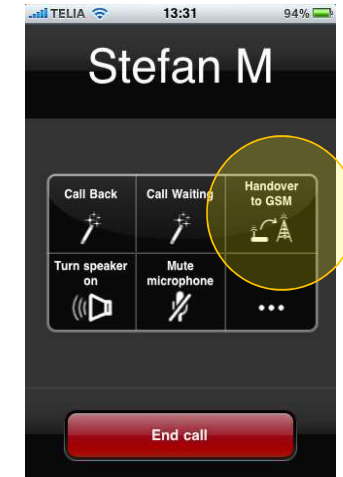 TELIA 13:31 94%
Stefan M
Call Back Call Waiting Handover
to GSM
Turn speaker
on Mute
microphone
•••
End call